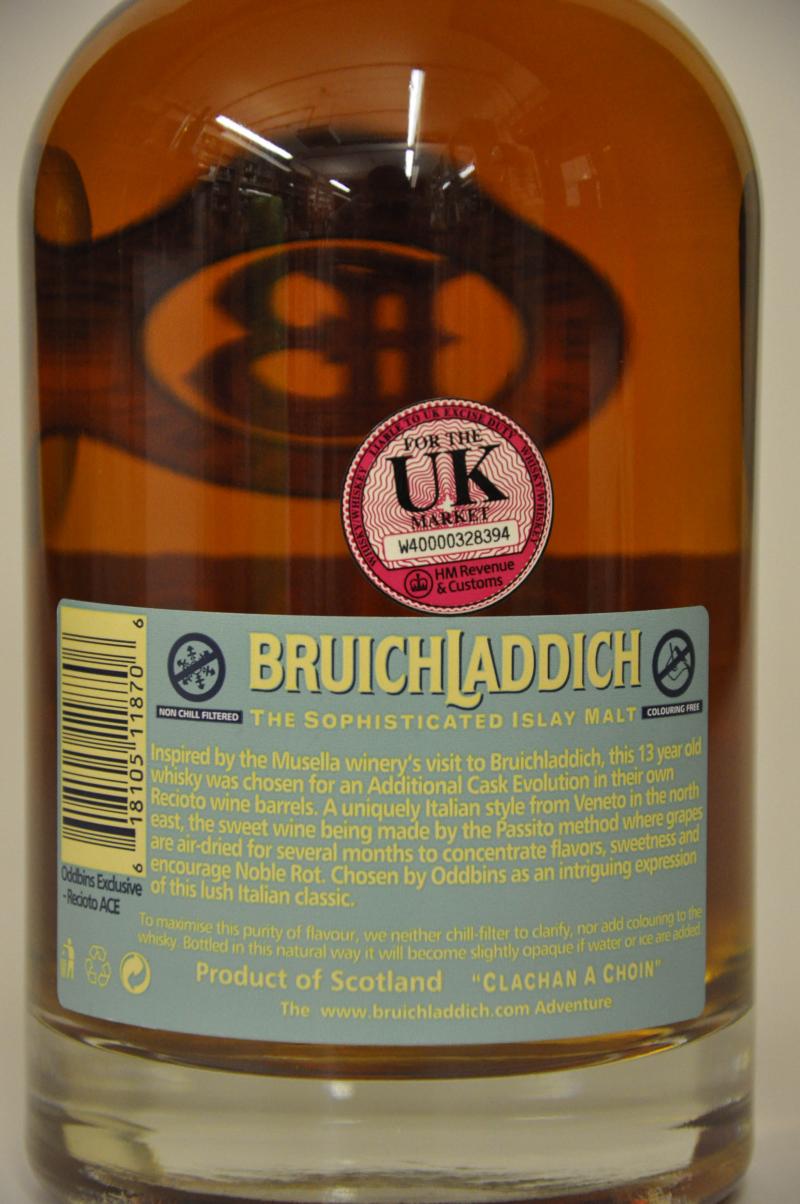 LIABLE TO UK EXCISE DUTY
WHISKY/WHISKEY
WHISKY/WHISKEY
FOR THE
UK
MARKET
W40000328394
HM Revenue
& Customs
BRUICHLADDICH
NON CHILL FILTERED
THE SOPHISTICATED ISLAY MALT
COLOURING FREE
6 18105 11870 6
Oddbins Exclusive
- Recioto ACE
Inspired by the Musella winery's visit to Bruichladdich, this 13 year old
whisky was chosen for an Additional Cask Evolution in their own
Recioto wine barrels. A uniquely Italian style from Veneto in the north
east, the sweet wine being made by the Passito method where grapes
are air-dried for several months to concentrate flavors, sweetness and
encourage Noble Rot. Chosen by Oddbins as an intriguing expression
of this lush Italian classic.
To maximise this purity of flavour, we neither chill-filter to clarify, nor add colouring to the
whisky. Bottled in this natural way it will become slightly opaque if water or ice are added.
Product of Scotland "CLACHAN A CHOIN"
The www.bruichladdich.com Adventure